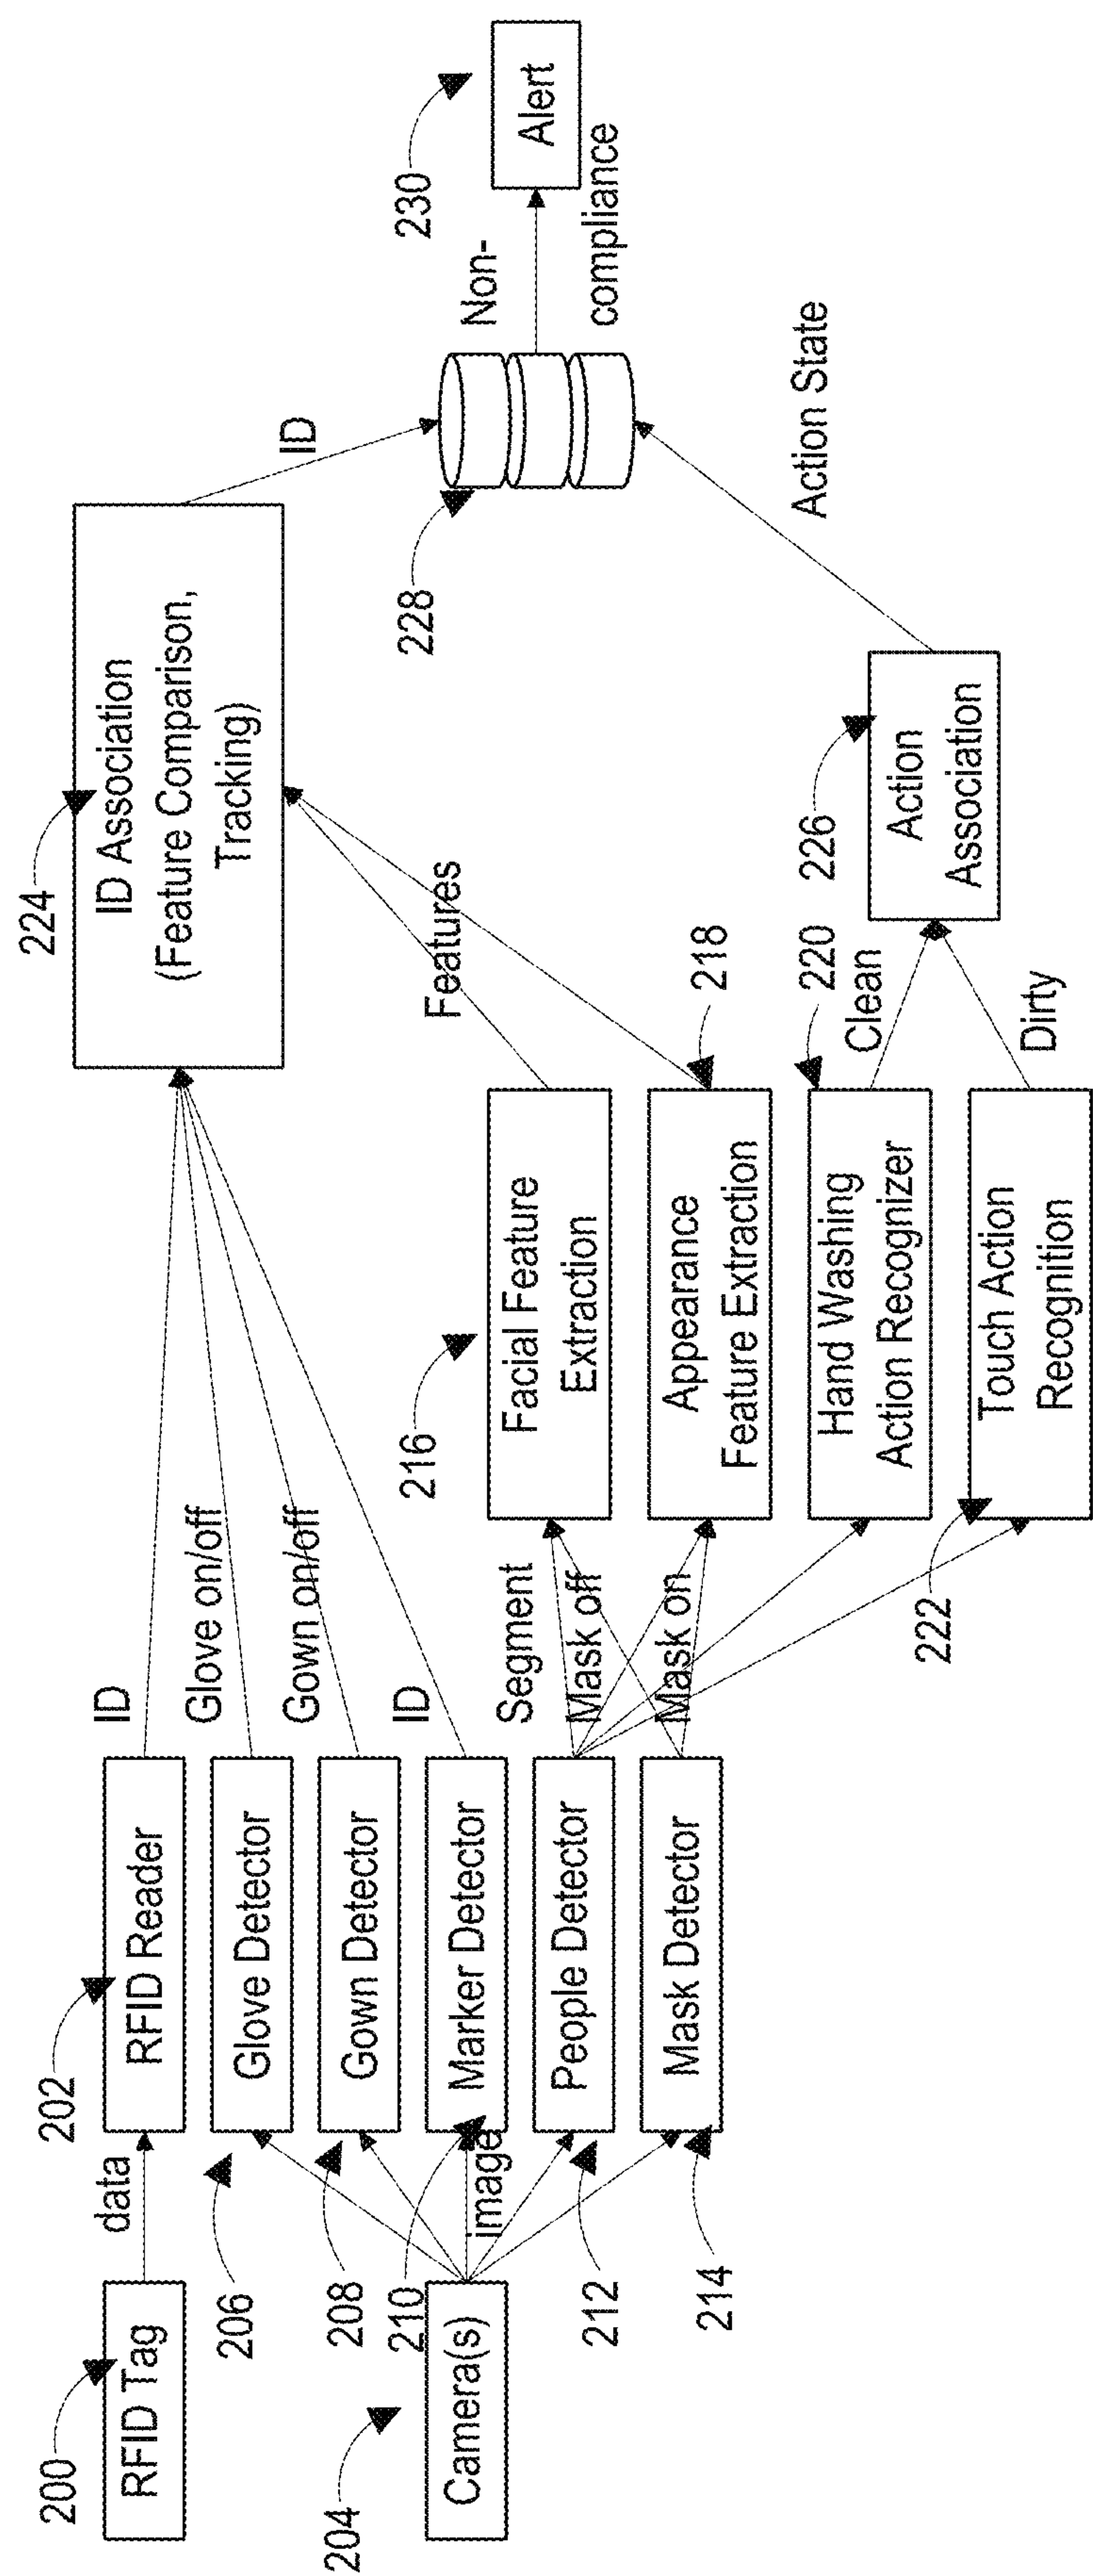 200
RFID Tag
data
202
RFID Reader
ID
224
ID Association
(Feature Comparison,
Tracking)
ID
204
Camera(s)
image
206
Glove Detector
Glove on/off
208
Gown Detector
Gown on/off
210
Marker Detector
ID
212
People Detector
Segment
214
Mask Detector
Mask off
Mask on
216
Facial Feature
Extraction
Features
218
Appearance
Feature Extraction
220
Hand Washing
Action Recognizer
Clean
222
Touch Action
Recognition
Dirty
226
Action
Association
Action State
228
Non-
compliance
230
Alert